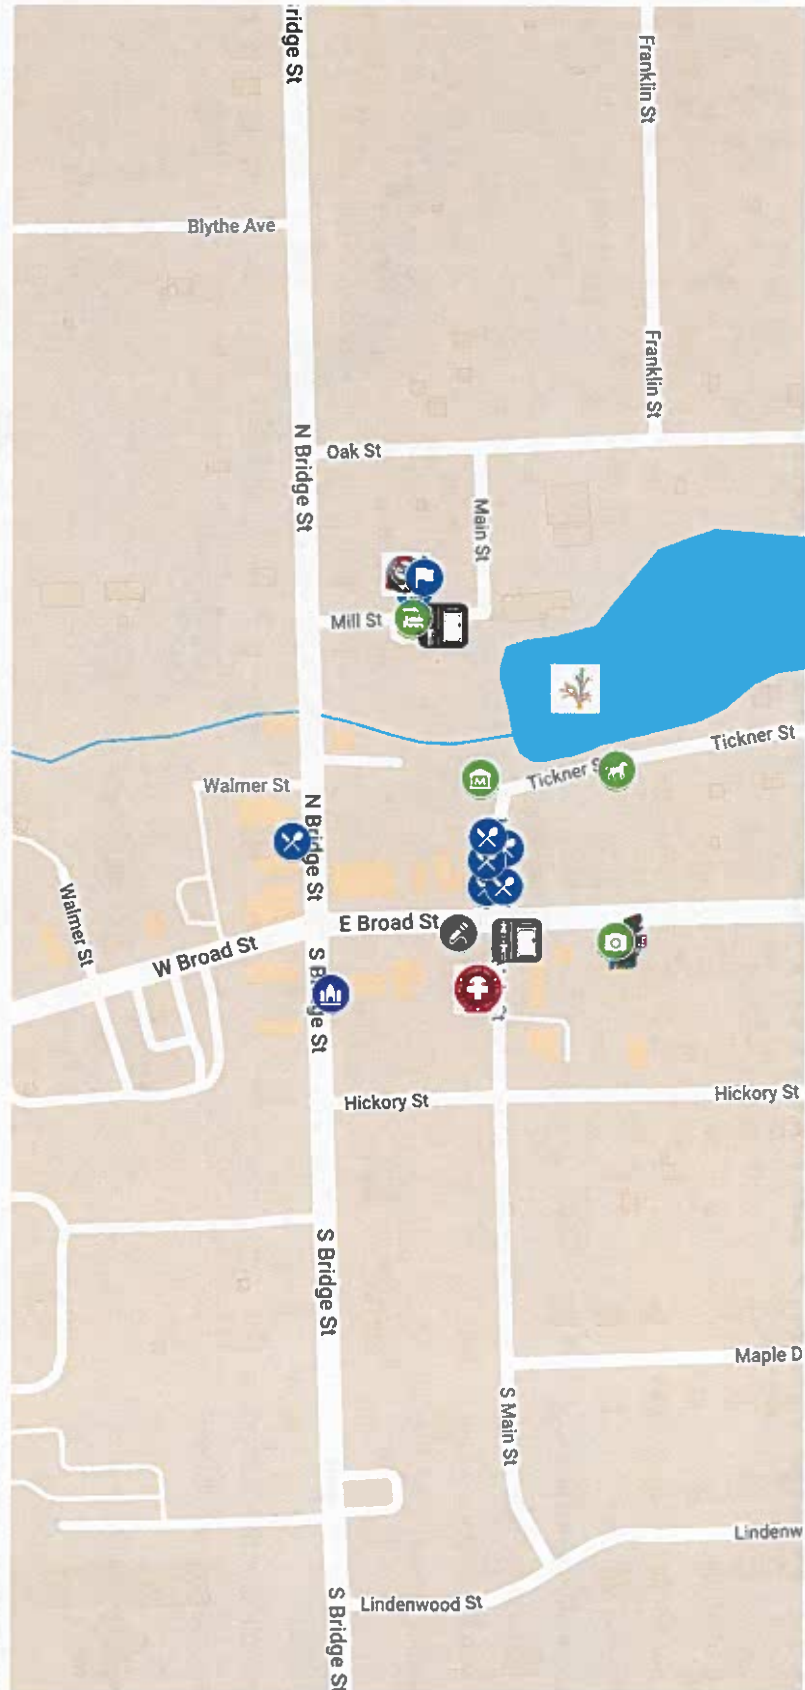 ridge St
Franklin St
Blythe Ave
Franklin St
N Bridge St
Oak St
Main St
Mill St
Tickner St
Tickner S
Walmer St
N Bridge St
Walmer St
E Broad St
W Broad St
S B ge St
Hickory St
Hickory St
S Bridge St
Maple D
S Main St
Lindenw
S Bridge St
Lindenwood St